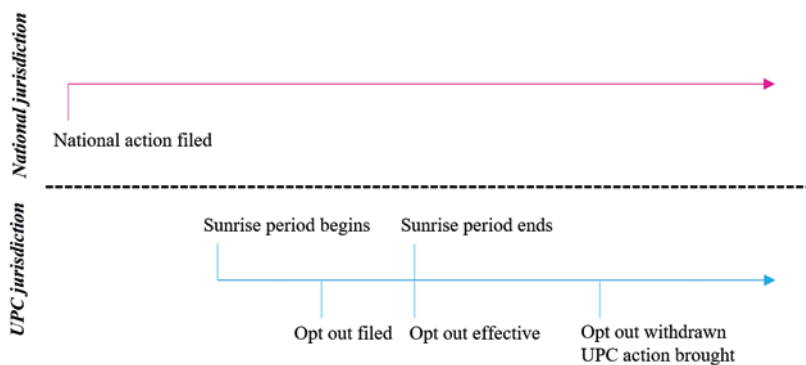 National jurisdiction
National action filed
UPC jurisdiction
Sunrise period begins
Sunrise period ends
Opt out filed
Opt out effective
Opt out withdrawn
UPC action brought